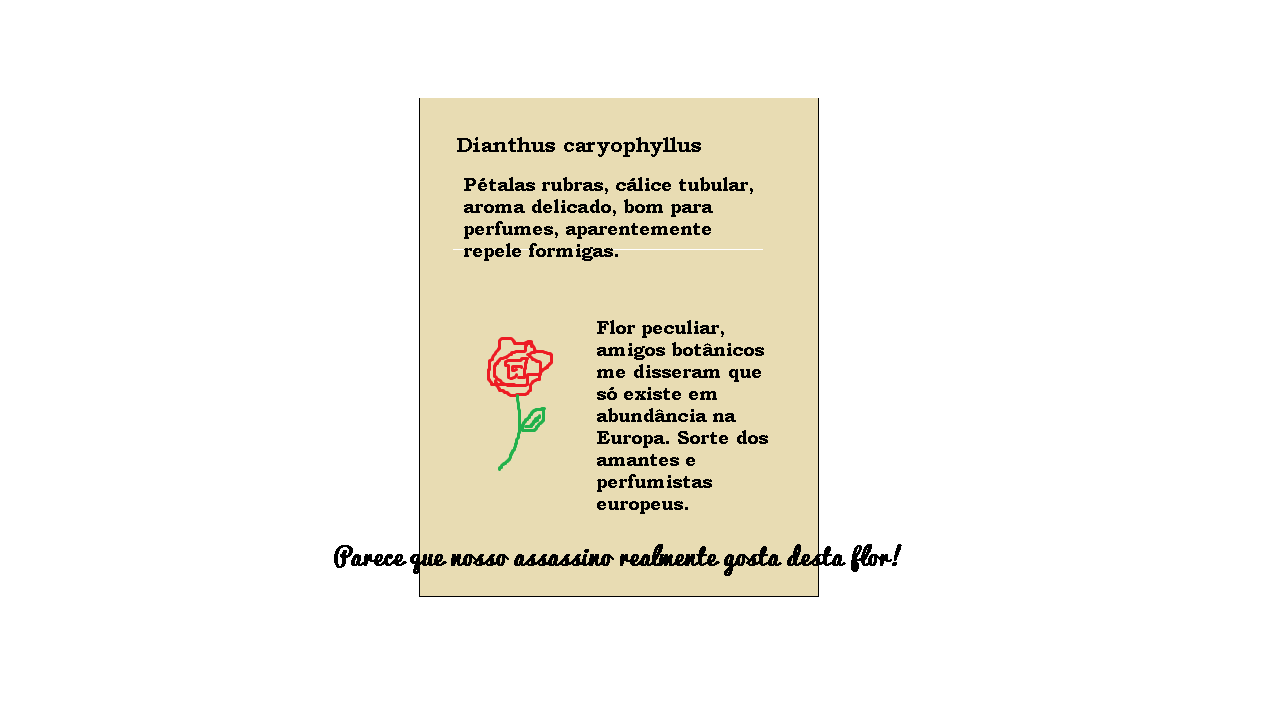 Dianthus caryophyllus
Pétalas rubras, cálice tubular,
aroma delicado, bom para
perfumes, aparentemente
repele formigas.
Flor peculiar,
amigos botânicos
me disseram que
só existe em
abundância na
Europa. Sorte dos
amantes e
perfumistas
europeus.
Parece que nosso assassino realmente gosta desta flor!